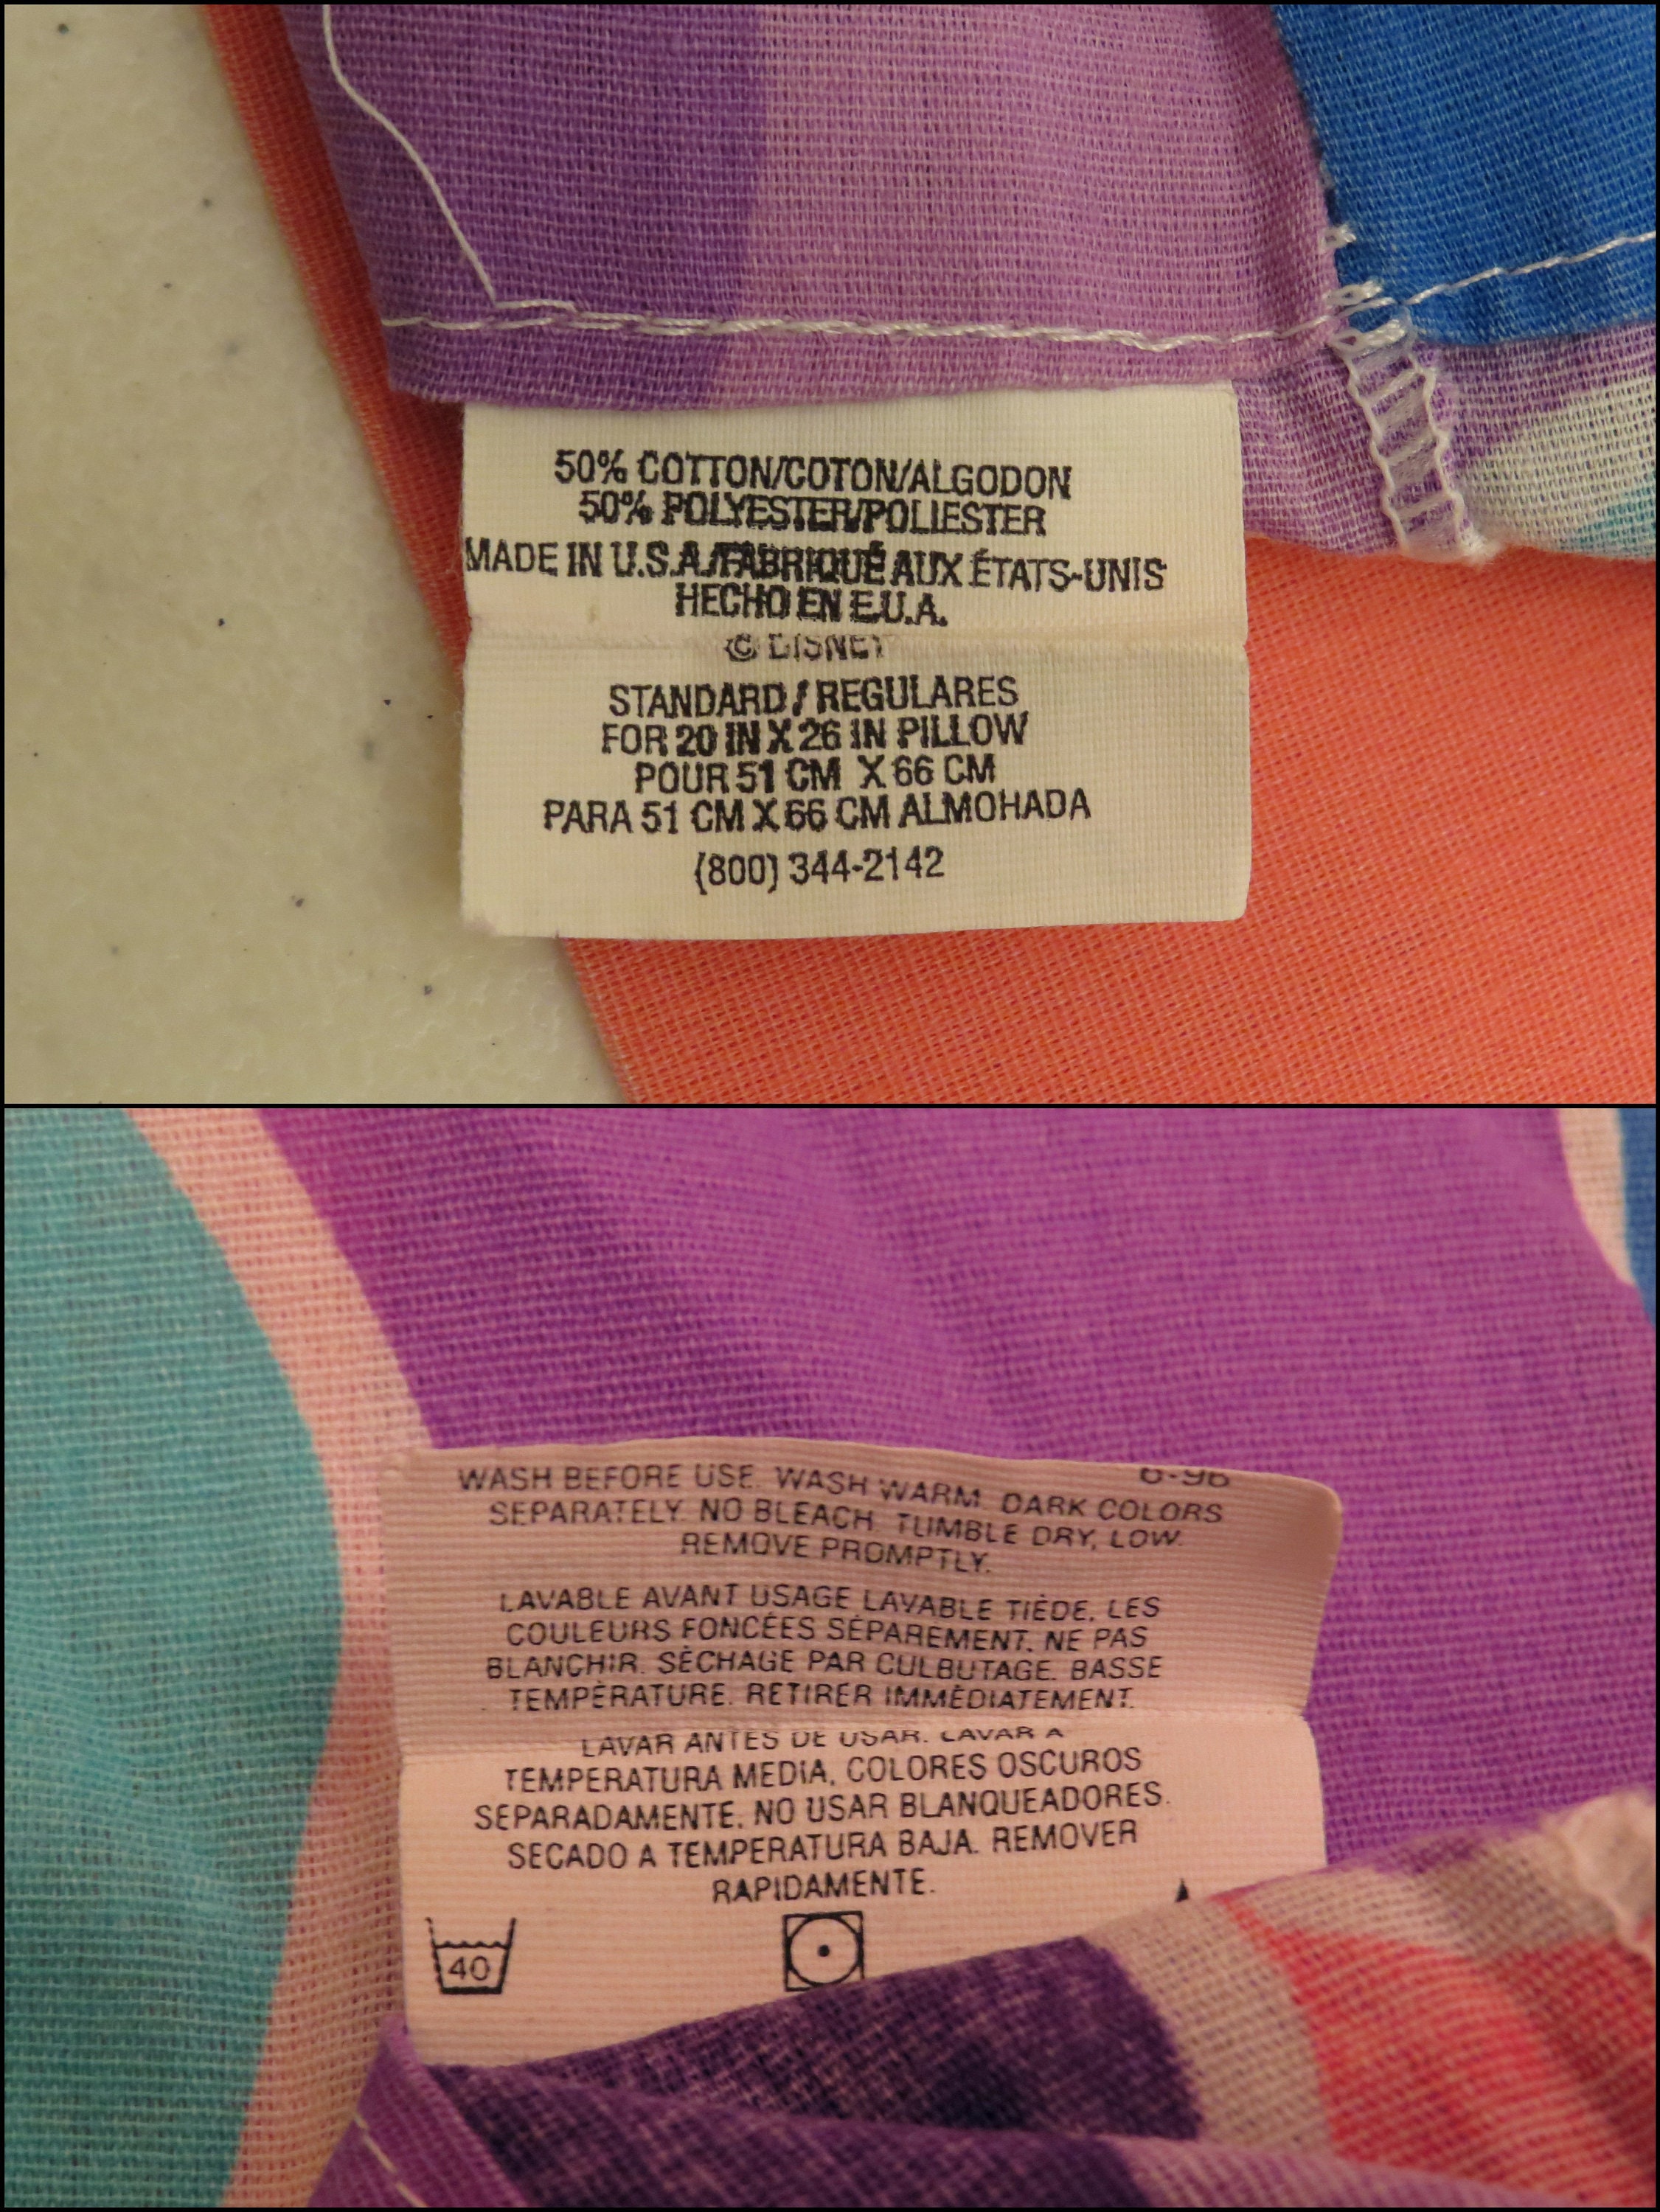 50% COTTON/COTON/ALGODON
50% POLYESTER/POLIESTER
MADE IN U.S.A./FABRIQUÉ AUX ÉTATS-UNIS
HECHO EN E.U.A.
© DISNEY
STANDARD / REGULARES
FOR 20 IN X 26 IN PILLOW
POUR 51 CM X 66 CM
PARA 51 CM X 66 CM ALMOHADA
(800) 344-2142
6-96
WASH BEFORE USE. WASH WARM. DARK COLORS
SEPARATELY. NO BLEACH. TUMBLE DRY, LOW.
REMOVE PROMPTLY.
LAVABLE AVANT USAGE LAVABLE TIÈDE, LES
COULEURS FONCÉES SÉPAREMENT. NE PAS
BLANCHIR. SÉCHAGE PAR CULBUTAGE. BASSE
TEMPÉRATURE. RETIRER IMMÉDIATEMENT.
LAVAR ANTES DE USAR. LAVAR A
TEMPERATURA MEDIA, COLORES OSCUROS
SEPARADAMENTE. NO USAR BLANQUEADORES.
SECADO A TEMPERATURA BAJA. REMOVER
RAPIDAMENTE.
40